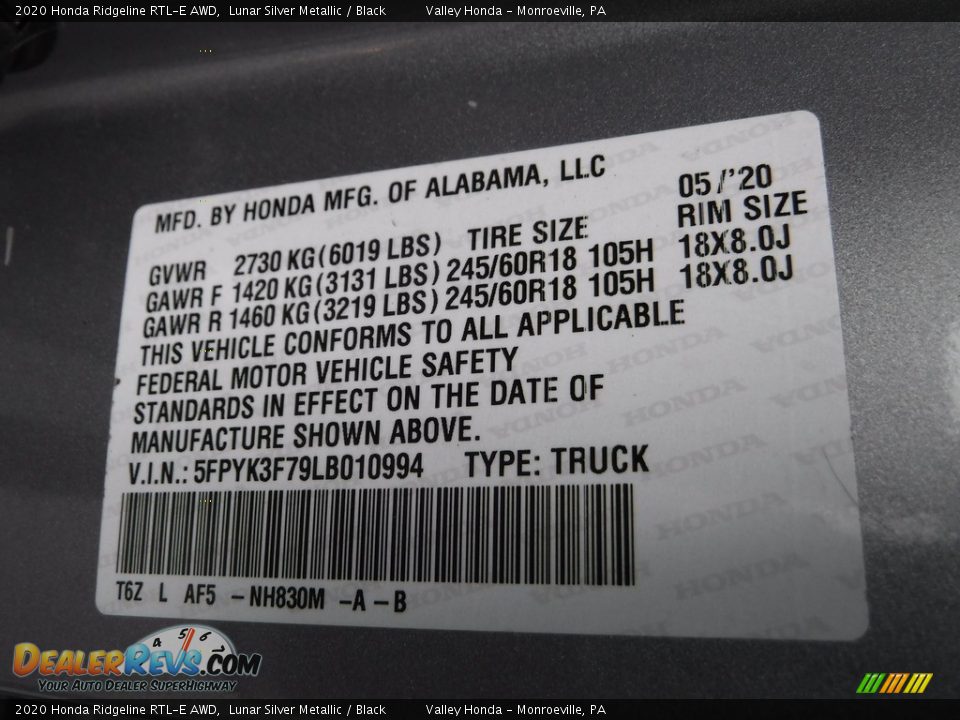 2020 Honda Ridgeline RTL-E AWD, Lunar Silver Metallic / Black Valley Honda - Monroeville, PA
MFD. BY HONDA MFG. OF ALABAMA, LLC 05/'20
GVWR 2730 KG(6019 LBS) TIRE SIZE RIM SIZE
GAWR F 1420 KG(3131 LBS) 245/60R18 105H 18X8.0J
GAWR R 1460 KG(3219 LBS) 245/60R18 105H 18X8.0J
THIS VEHICLE CONFORMS TO ALL APPLICABLE
FEDERAL MOTOR VEHICLE SAFETY
STANDARDS IN EFFECT ON THE DATE OF
MANUFACTURE SHOWN ABOVE.
V.I.N.: 5FPYK3F79LB010994 TYPE: TRUCK
T6Z L AF5 -NH830M -A -B
4 5 6
DEALERREVS.COM
YOUR AUTO DEALER SUPERHIGHWAY
2020 Honda Ridgeline RTL-E AWD, Lunar Silver Metallic / Black Valley Honda - Monroeville, PA